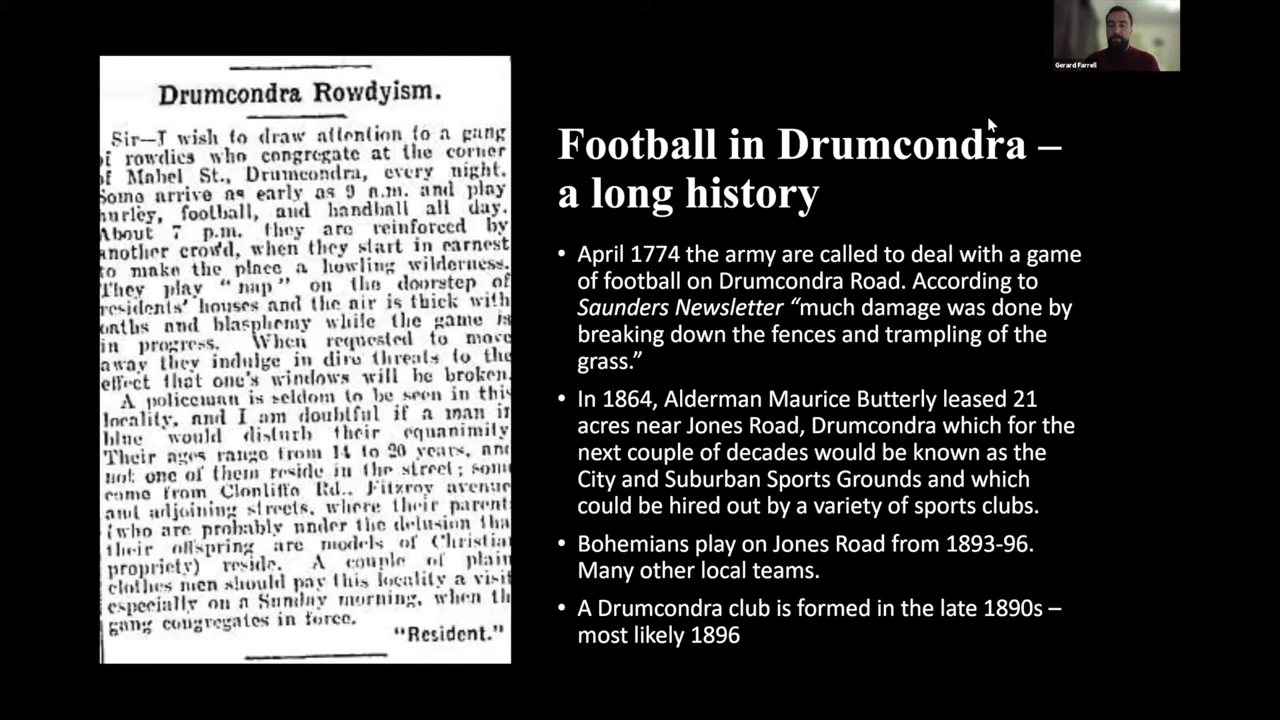 Gerard Farrell
Drumcondra Rowdyism.
Sir—I wish to draw attention to a gang
of rowdies who congregate at the corner
of Mabel St., Drumcondra, every night.
Some arrive as early as 9 a.m. and play
hurley, football, and handball all day.
About 7 p.m. they are reinforced by
another crowd, when they start in earnest
to make the place a howling wilderness.
They play "nap" on the doorstep of
residents' houses and the air is thick with
oaths and blasphemy while the game is
in progress. When requested to move
away they indulge in dire threats to the
effect that one's windows will be broken.
A policeman is seldom to be seen in this
locality, and I am doubtful if a man in
blue would disturb their equanimity.
Their ages range from 14 to 20 years, and
not one of them reside in the street; some
come from Clonliffe Rd., Fitzroy avenue
and adjoining streets, where their parents
(who are probably under the delusion that
their offspring are models of Christian
propriety) reside. A couple of plain
clothes men should pay this locality a visit
especially on a Sunday morning, when the
gang congregates in force.
"Resident."
Football in Drumcondra –
a long history
• April 1774 the army are called to deal with a game
of football on Drumcondra Road. According to
Saunders Newsletter “much damage was done by
breaking down the fences and trampling of the
grass.”
• In 1864, Alderman Maurice Butterly leased 21
acres near Jones Road, Drumcondra which for the
next couple of decades would be known as the
City and Suburban Sports Grounds and which
could be hired out by a variety of sports clubs.
• Bohemians play on Jones Road from 1893-96.
Many other local teams.
• A Drumcondra club is formed in the late 1890s –
most likely 1896